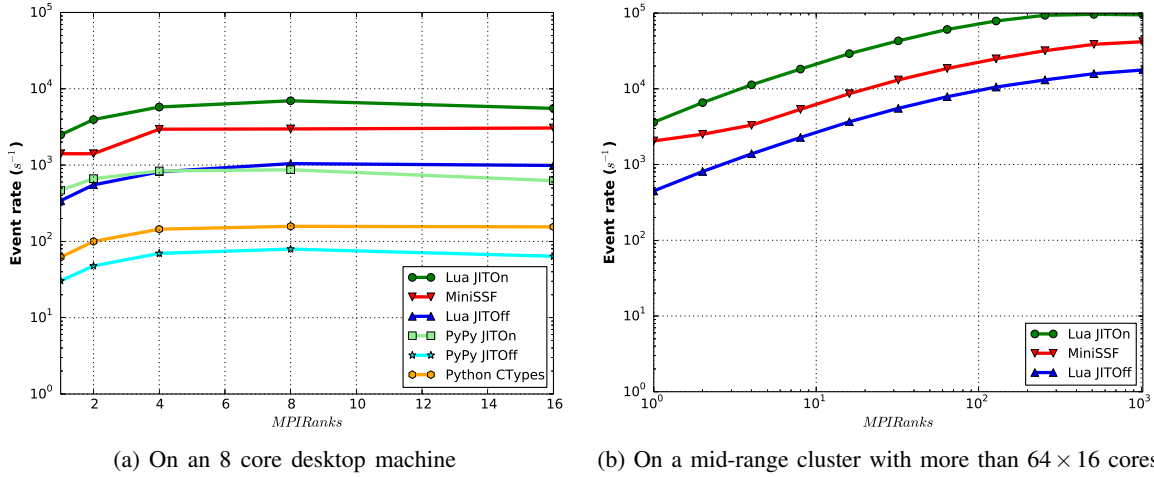 10^5
10^4
10^3
10^2
10^1
10^0
Event rate (s^{-1})
2 4 6 8 10 12 14 16
MPIRanks
Lua JITOn
MiniSSF
Lua JITOff
PyPy JITOn
PyPy JITOff
Python CTypes
(a) On an 8 core desktop machine
10^5
10^4
10^3
10^2
10^1
10^0
Event rate (s^{-1})
10^0 10^1 10^2 10^3
MPIRanks
Lua JITOn
MiniSSF
Lua JITOff
(b) On a mid-range cluster with more than 64 × 16 cores